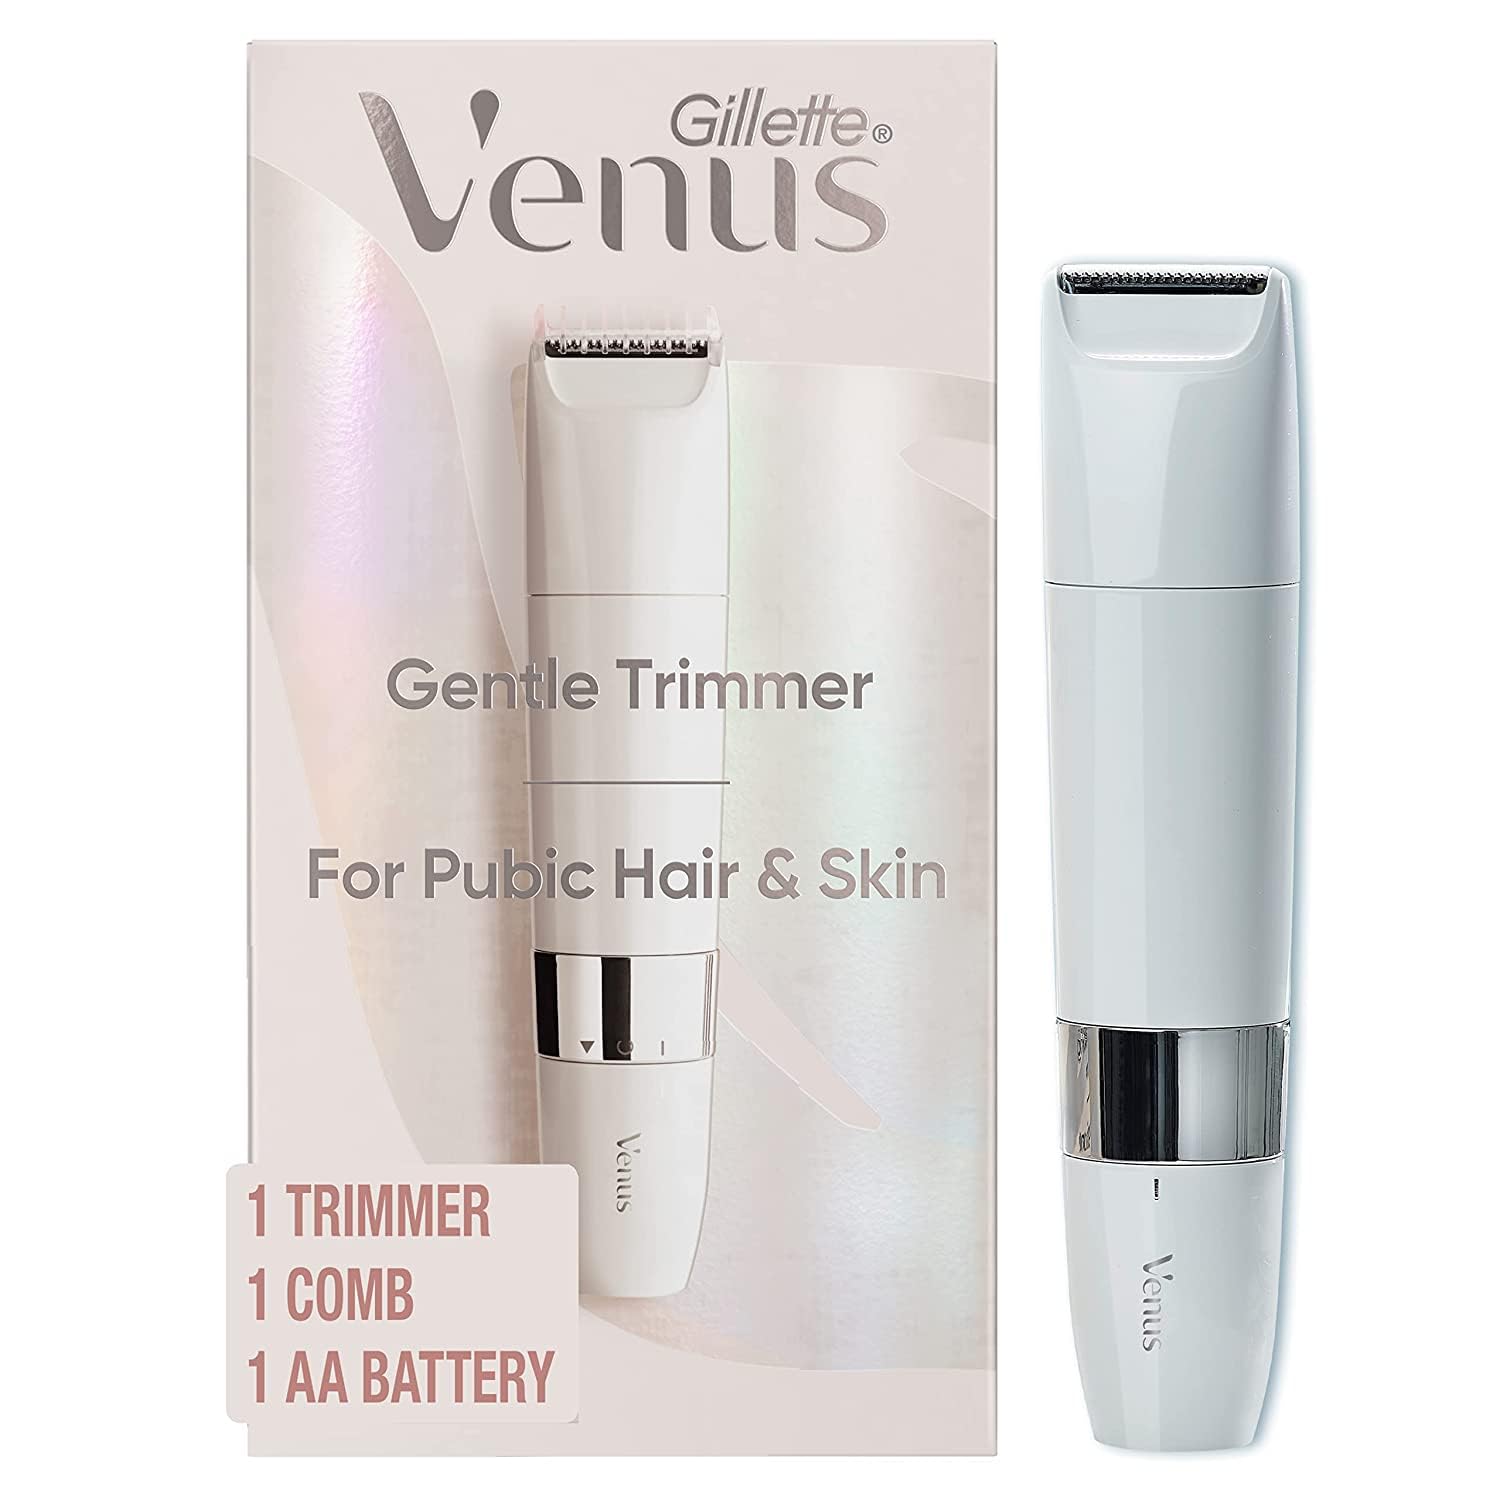 Gillette®
Venus
Gentle Trimmer
For Pubic Hair & Skin
Venus
1 TRIMMER
1 COMB
1 AA BATTERY
Venus